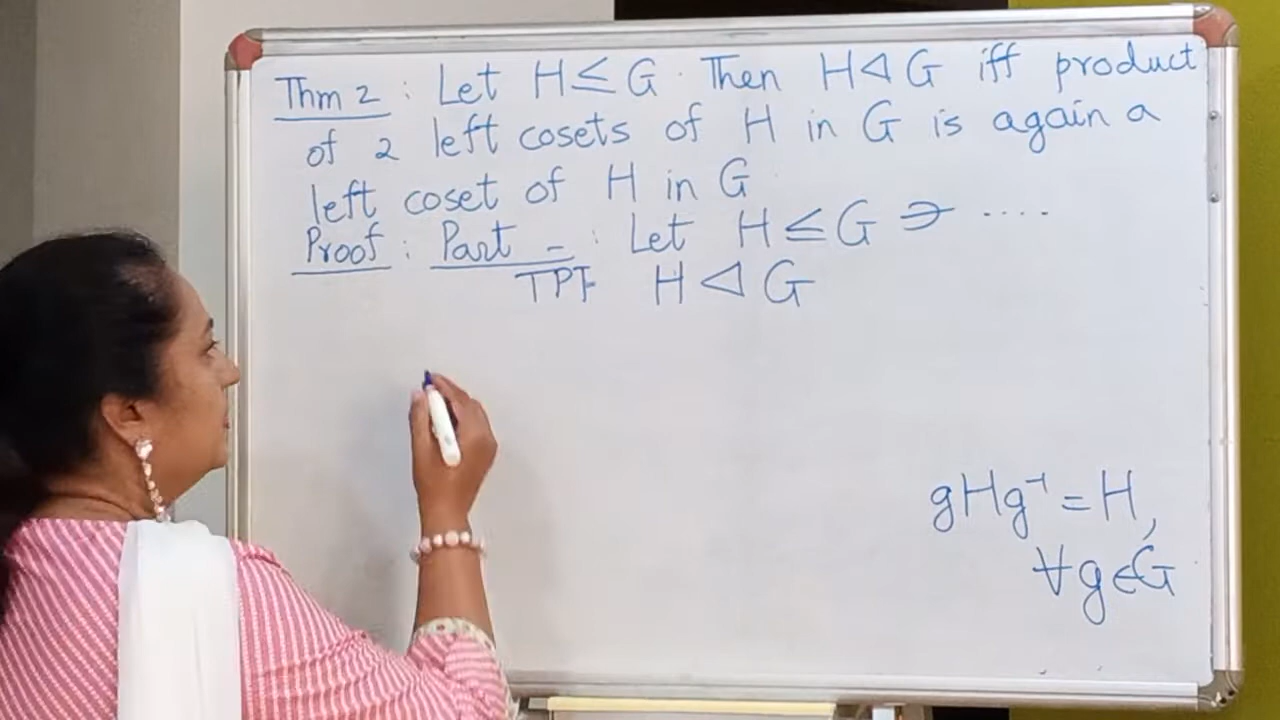 Thm 2 : Let H ≤ G. Then H ⊲ G iff product
of 2 left cosets of H in G is again a
left coset of H in G
Proof : Part - : Let H ≤ G ∋ ....
TPT H ⊲ G
gHg⁻¹ = H,
∀ g ∈ G